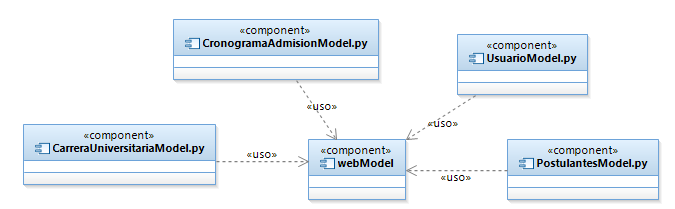 «component»
CronogramaAdmisionModel.py
«component»
UsuarioModel.py
«uso»
«uso»
«component»
CarreraUniversitariaModel.py
«uso»
«component»
webModel
«component»
PostulantesModel.py
«uso»